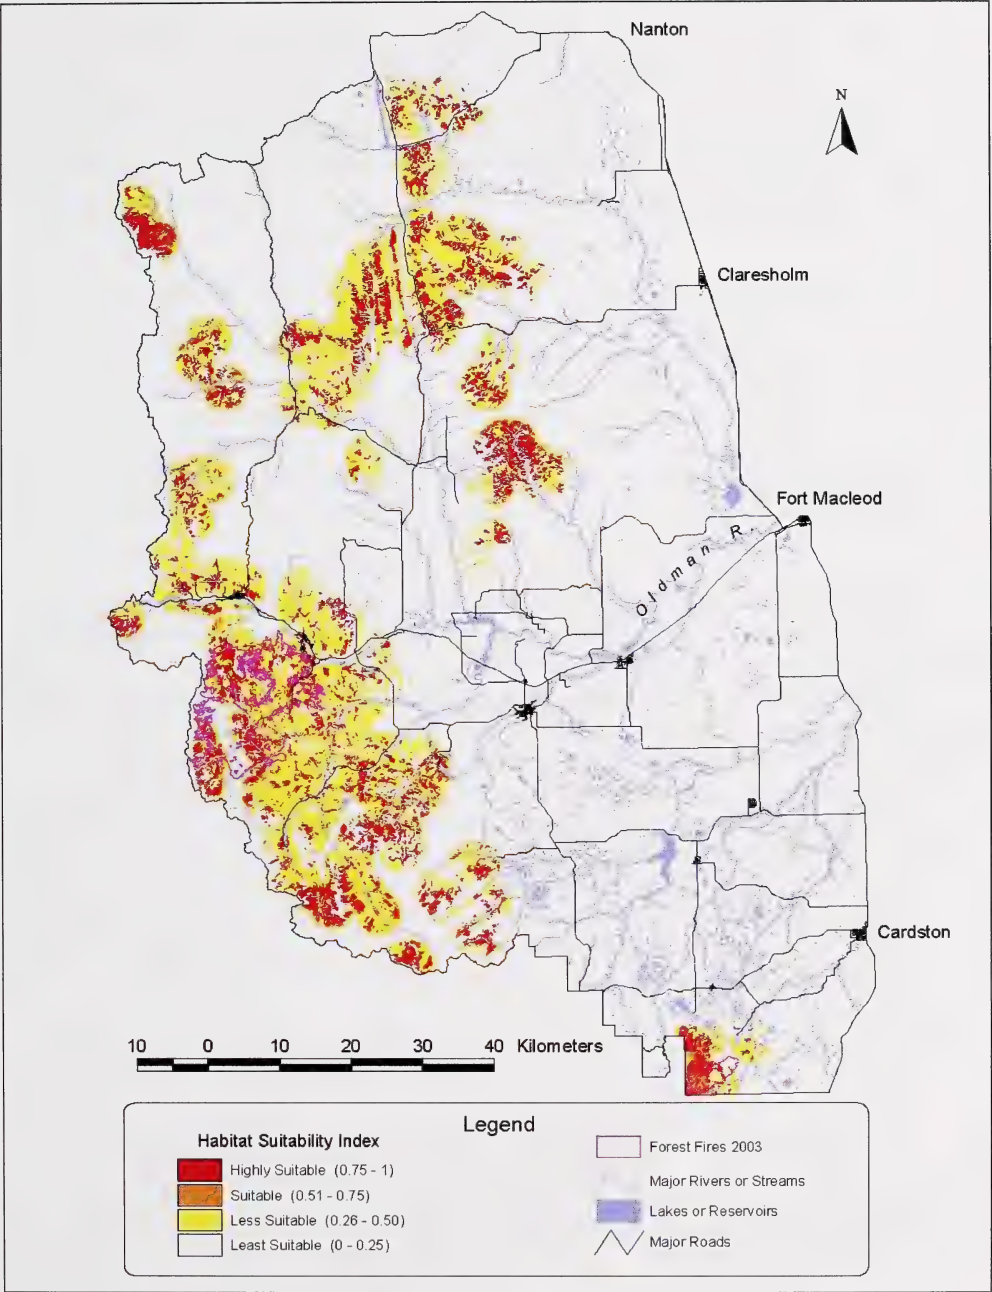 Nanton
N
Claresholm
Fort Macleod
Oldman R.
Cardston
10 0 10 20 30 40 Kilometers
Legend
Habitat Suitability Index
Highly Suitable (0.75 - 1)
Suitable (0.51 - 0.75)
Less Suitable (0.26 - 0.50)
Least Suitable (0 - 0.25)
Forest Fires 2003
Major Rivers or Streams
Lakes or Reservoirs
Major Roads